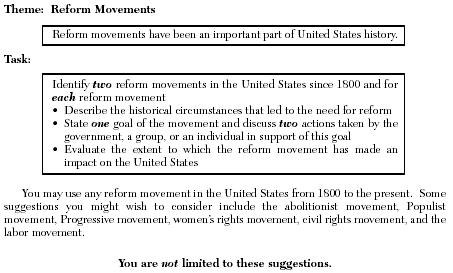 Theme:  Reform Movements
Reform movements have been an important part of United States history.
Task:
Identify two reform movements in the United States since 1800 and for
each reform movement
• Describe the historical circumstances that led to the need for reform
• State one goal of the movement and discuss two actions taken by the
government, a group, or an individual in support of this goal
• Evaluate the extent to which the reform movement has made an
impact on the United States
You may use any reform movement in the United States from 1800 to the present.  Some
suggestions you might wish to consider include the abolitionist movement, Populist
movement, Progressive movement, women's rights movement, civil rights movement, and the
labor movement.
You are not limited to these suggestions.